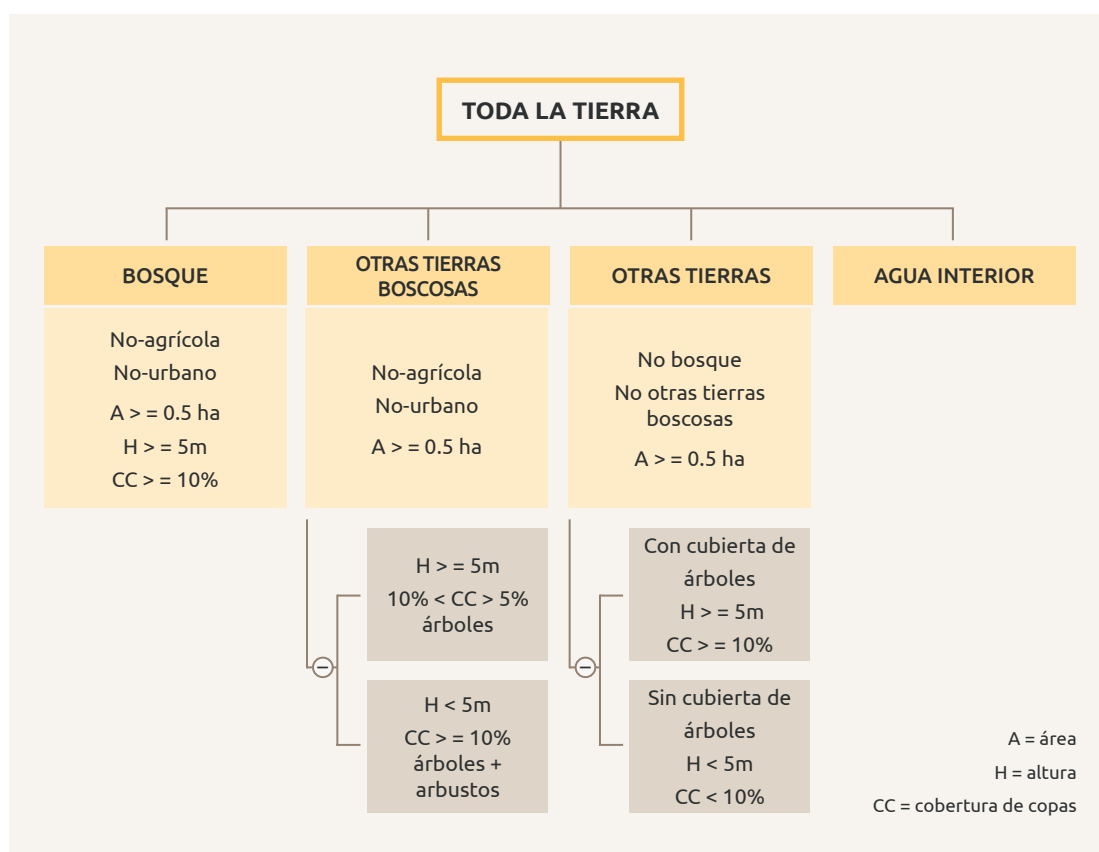 TODA LA TIERRA
BOSQUE
No-agrícola
No-urbano
A > = 0.5 ha
H > = 5m
CC > = 10%
OTRAS TIERRAS
BOSCOSAS
No-agrícola
No-urbano
A > = 0.5 ha
H > = 5m
10% < CC > 5%
árboles
H < 5m
CC > = 10%
árboles +
arbustos
OTRAS TIERRAS
No bosque
No otras tierras
boscosas
A > = 0.5 ha
Con cubierta de
árboles
H > = 5m
CC > = 10%
Sin cubierta de
árboles
H < 5m
CC < 10%
AGUA INTERIOR
A = área
H = altura
CC = cobertura de copas